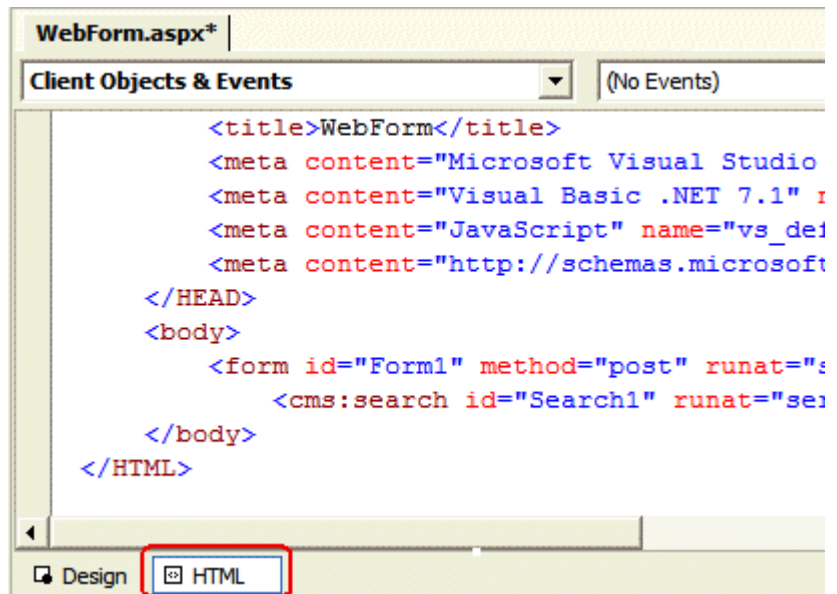 WebForm.aspx*
Client Objects & Events (No Events)
<title>WebForm</title>
<meta content="Microsoft Visual Studio
<meta content="Visual Basic .NET 7.1"
<meta content="JavaScript" name="vs_def
<meta content="http://schemas.microsoft
</HEAD>
<body>
<form id="Form1" method="post" runat="s
<cms:search id="Search1" runat="ser
</body>
</HTML>
Design HTML